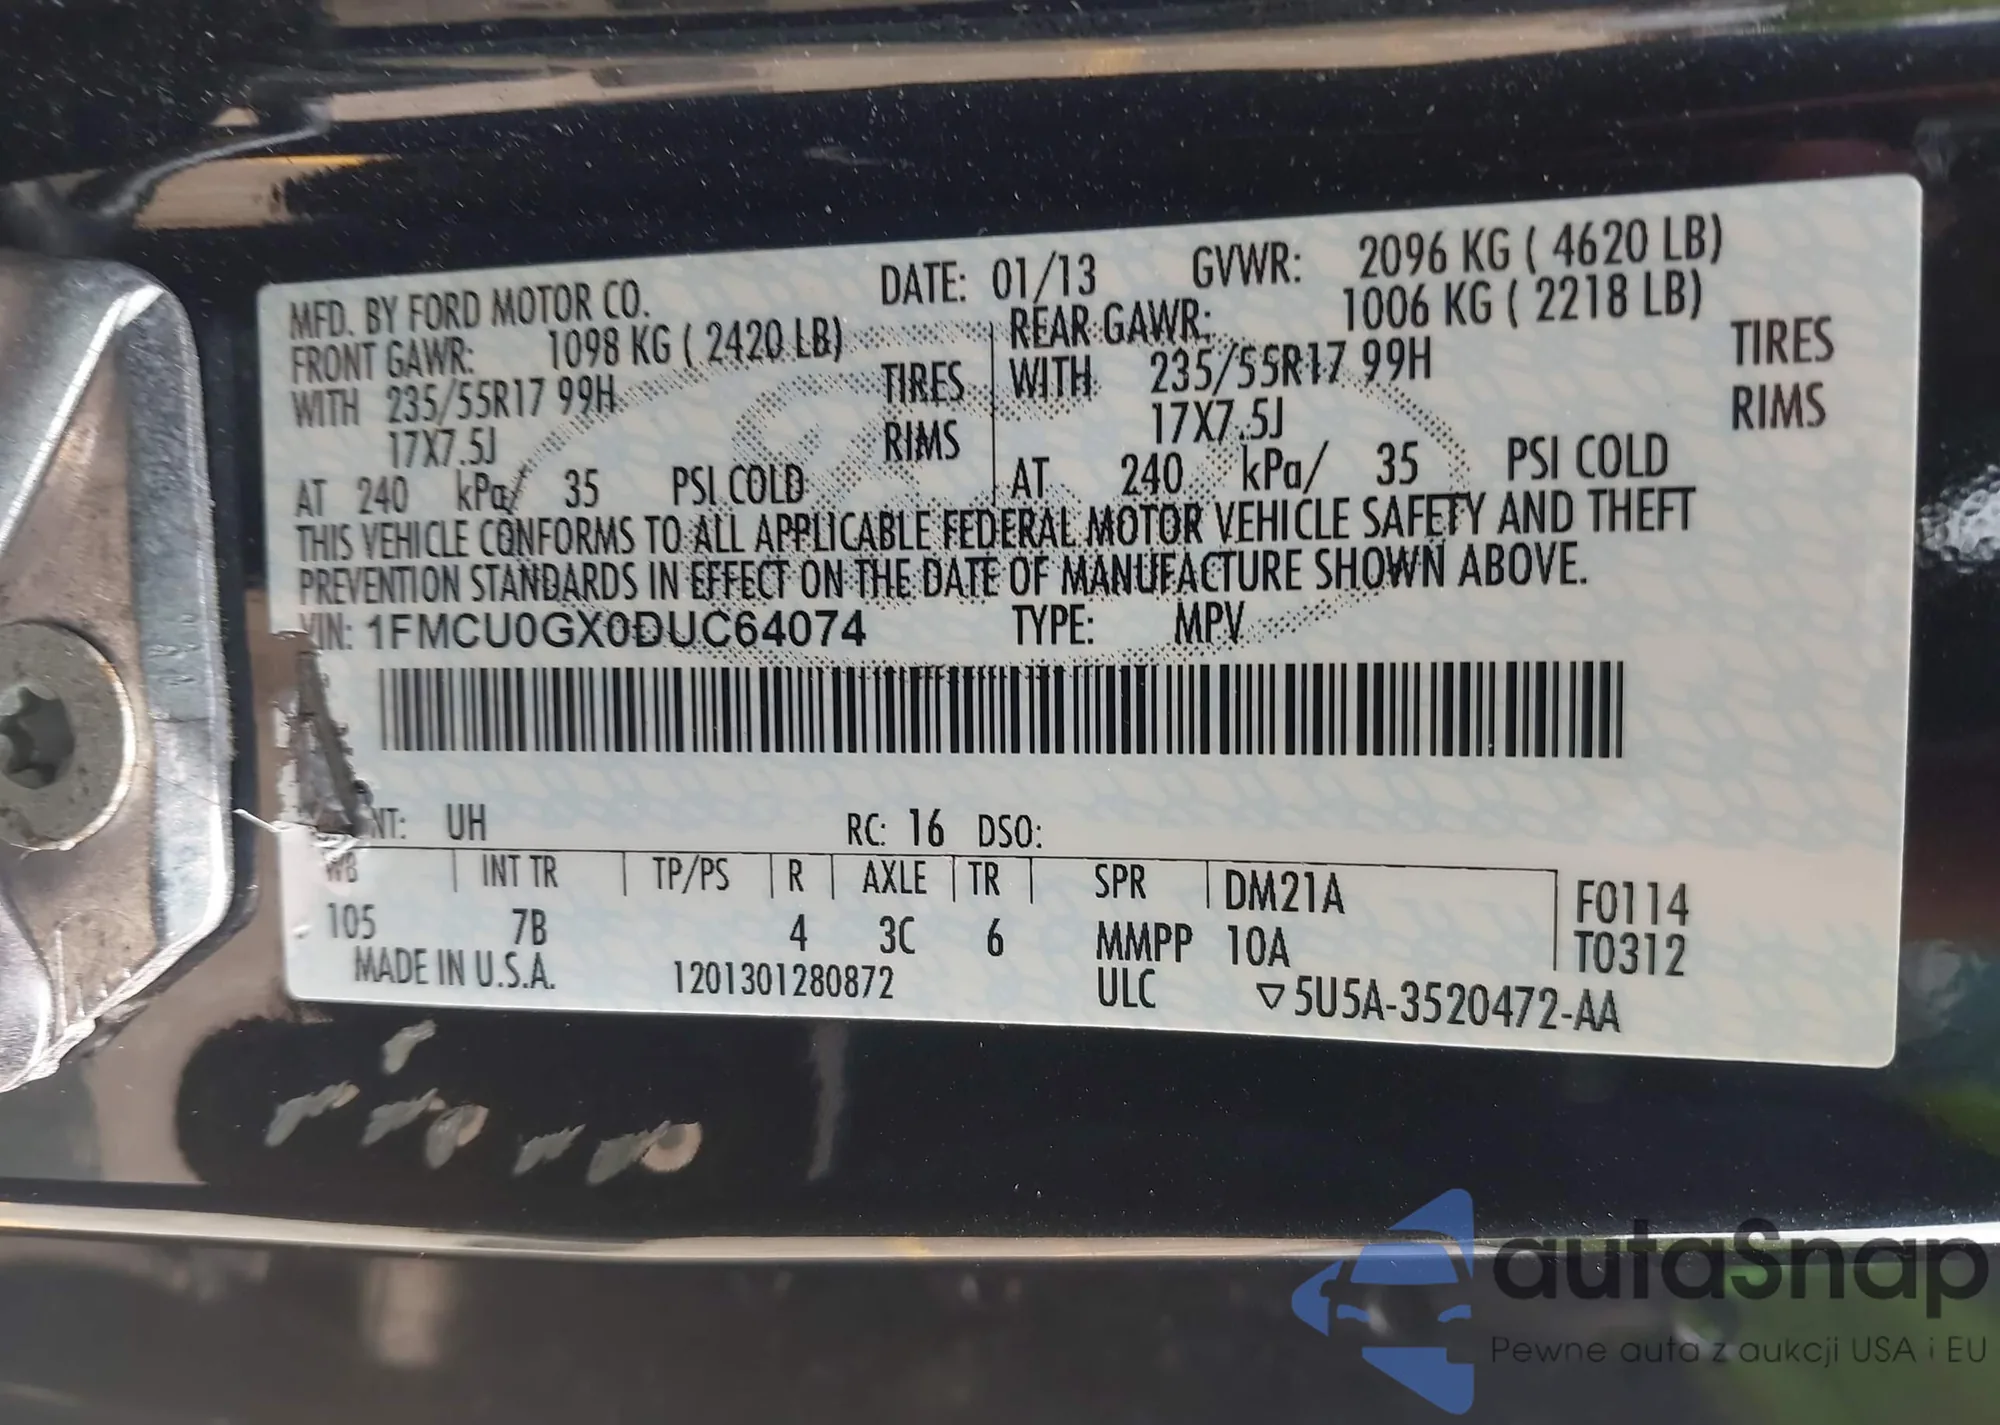 MFD. BY FORD MOTOR CO. DATE: 01/13 GVWR: 2096 KG ( 4620 LB)
FRONT GAWR: 1098 KG ( 2420 LB) REAR GAWR: 1006 KG ( 2218 LB)
WITH 235/55R17 99H TIRES WITH 235/55R17 99H TIRES
17X7.5J RIMS 17X7.5J RIMS
AT 240 kPa/ 35 PSI COLD AT 240 kPa/ 35 PSI COLD
THIS VEHICLE CONFORMS TO ALL APPLICABLE FEDERAL MOTOR VEHICLE SAFETY AND THEFT
PREVENTION STANDARDS IN EFFECT ON THE DATE OF MANUFACTURE SHOWN ABOVE.
VIN: 1FMCU0GX0DUC64074 TYPE: MPV
NT: UH RC: 16 DSO:
WB INT TR TP/PS R AXLE TR SPR DM21A F0114
105 7B 4 3C 6 MMPP 10A T0312
MADE IN U.S.A. 1201301280872 ULC ▽5U5A-3520472-AA
autaSnap
Pewne auta z aukcji USA i EU